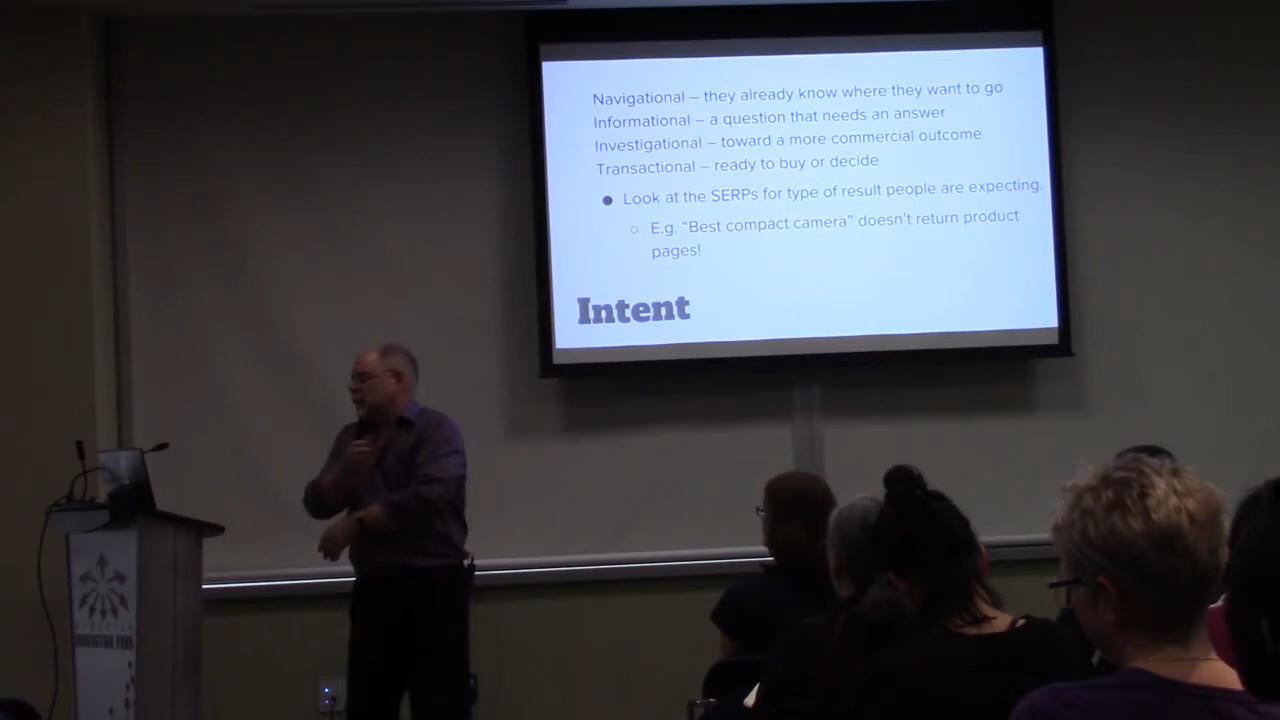 Navigational – they already know where they want to go
Informational – a question that needs an answer
Investigational – toward a more commercial outcome
Transactional – ready to buy or decide
● Look at the SERPs for type of result people are expecting.
○ E.g. “Best compact camera” doesn’t return product
pages!
Intent
INNOVATION PARK